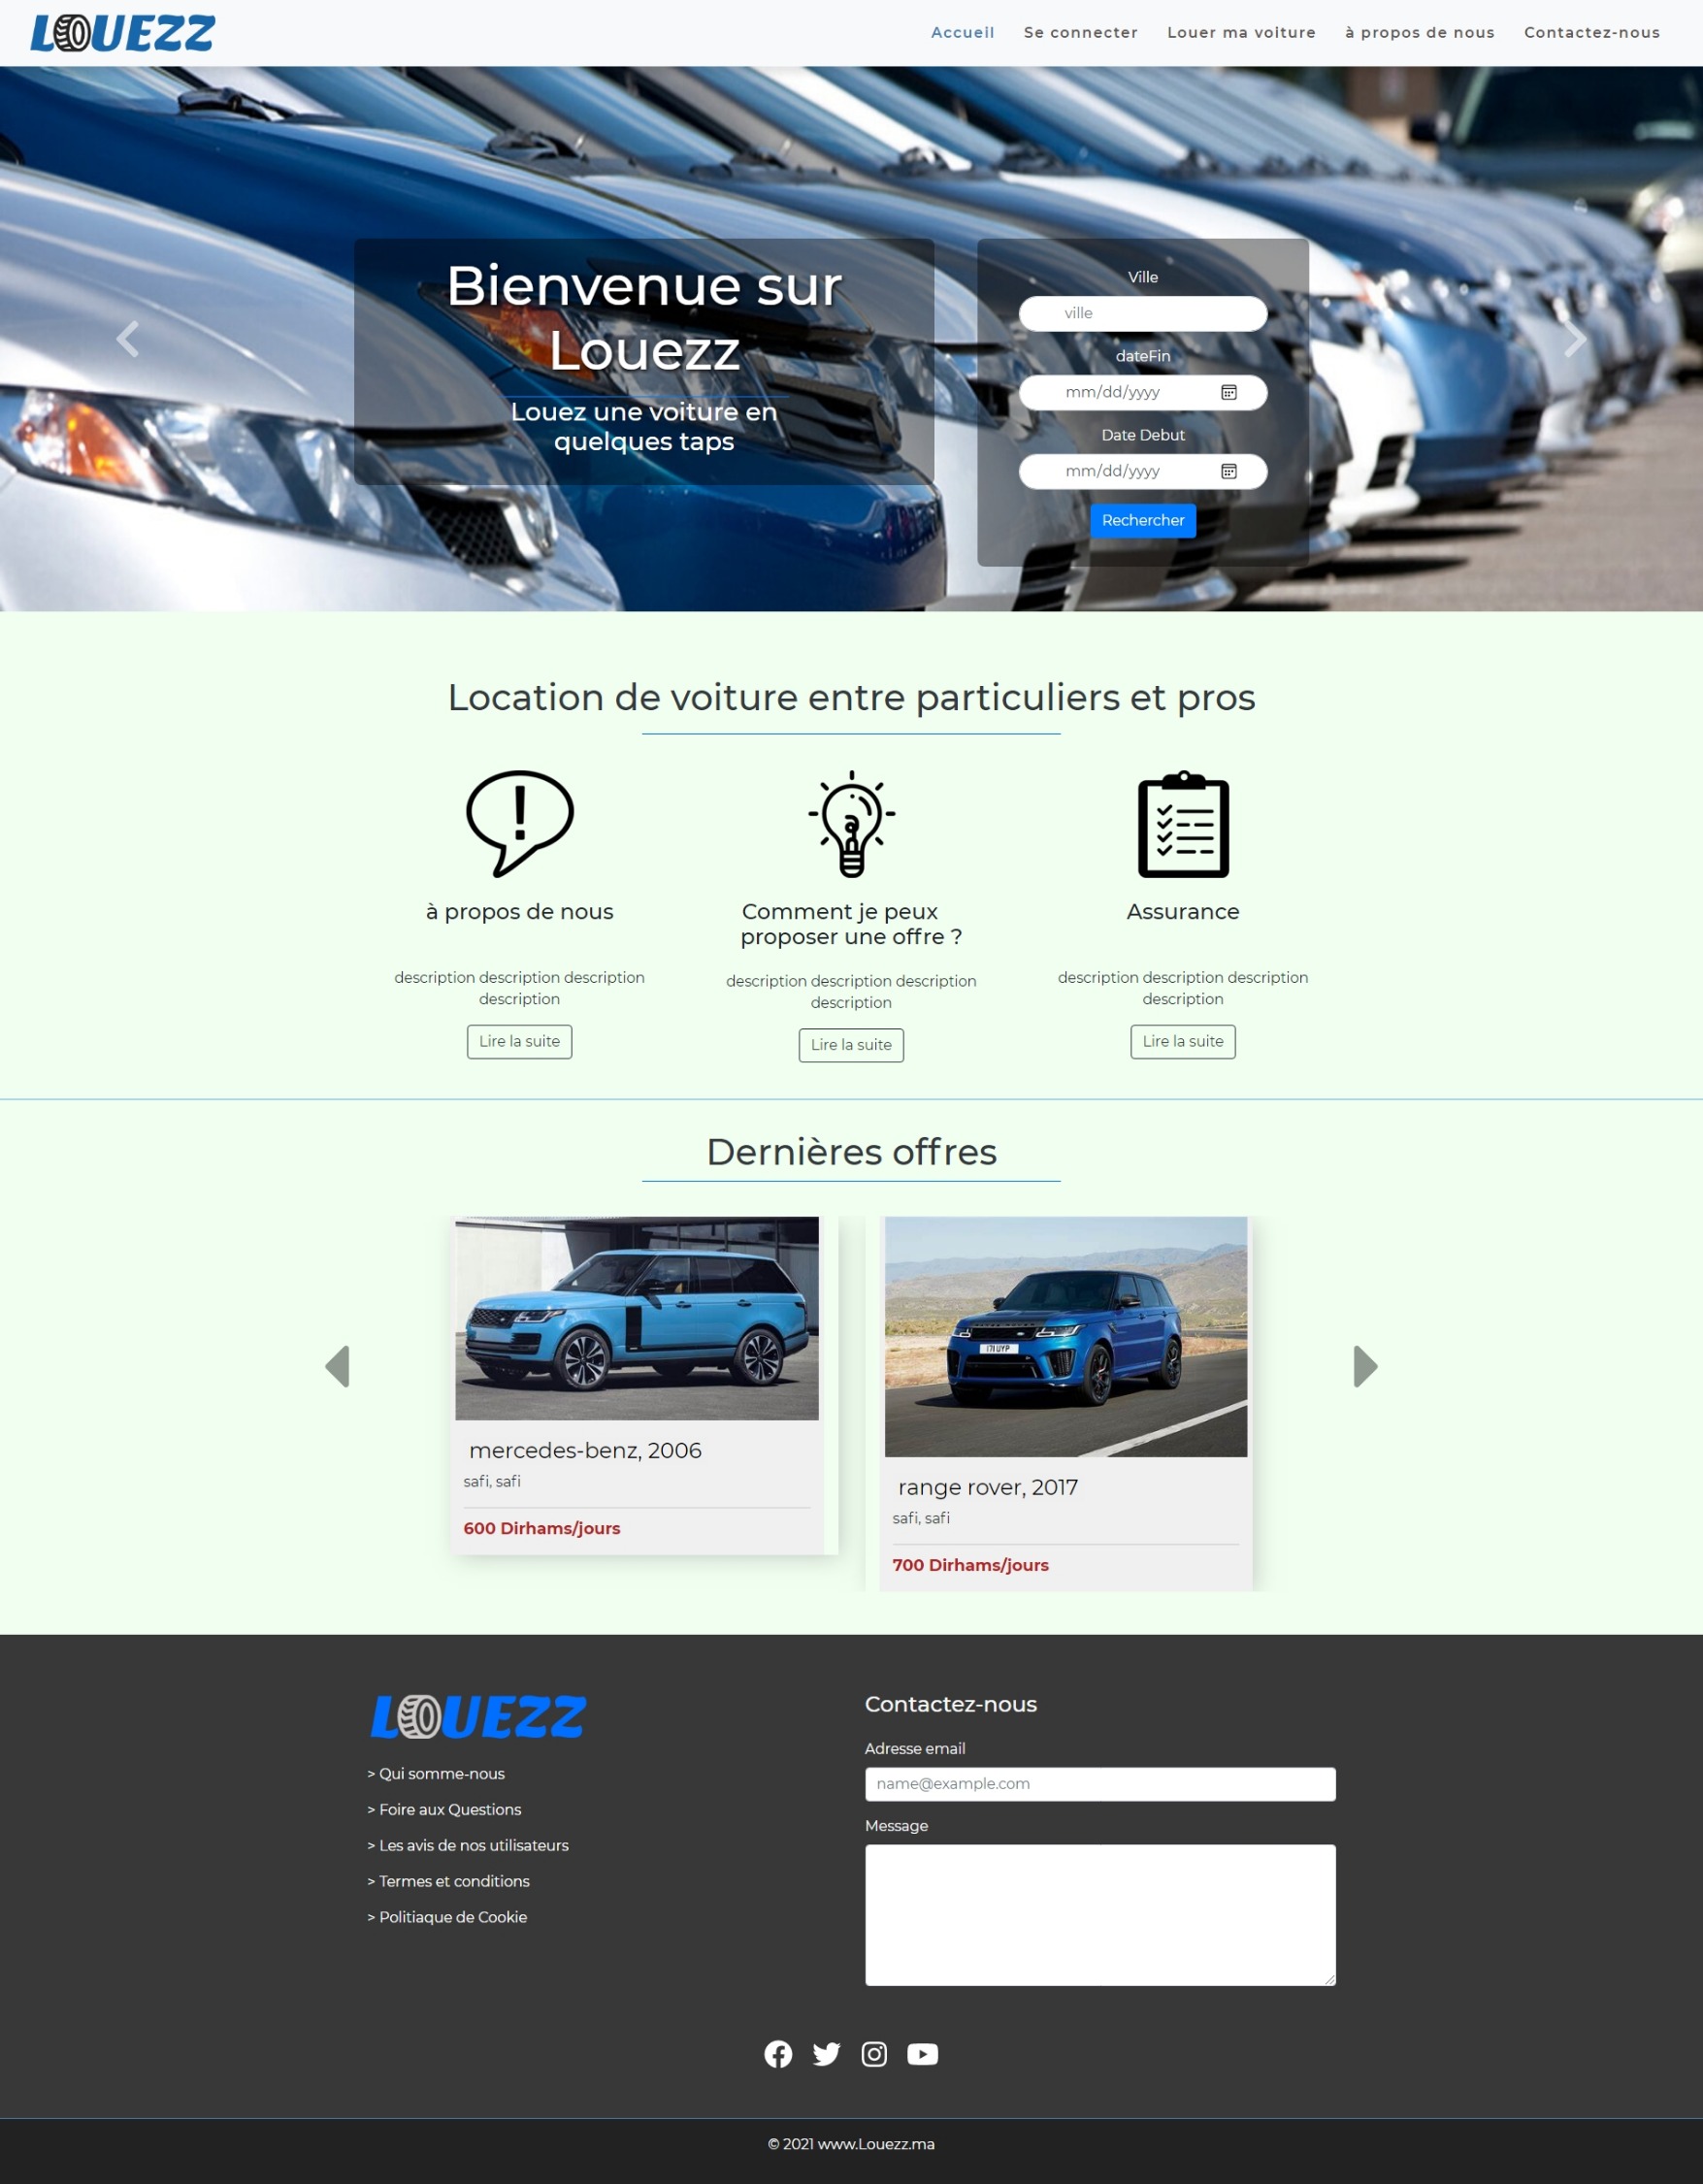 LOUEZZ
Accueil Se connecter Louer ma voiture à propos de nous Contactez-nous
Bienvenue sur
Louezz
Louez une voiture en
quelques taps
Ville
ville
dateFin
mm/dd/yyyy
Date Debut
mm/dd/yyyy
Rechercher
Location de voiture entre particuliers et pros
à propos de nous
description description description
description
Lire la suite
Comment je peux
proposer une offre ?
description description description
description
Lire la suite
Assurance
description description description
description
Lire la suite
Dernières offres
mercedes-benz, 2006
safi, safi
600 Dirhams/jours
171 UYP
range rover, 2017
safi, safi
700 Dirhams/jours
LOUEZZ
> Qui somme-nous
> Foire aux Questions
> Les avis de nos utilisateurs
> Termes et conditions
> Politiaque de Cookie
Contactez-nous
Adresse email
name@example.com
Message
© 2021 www.Louezz.ma